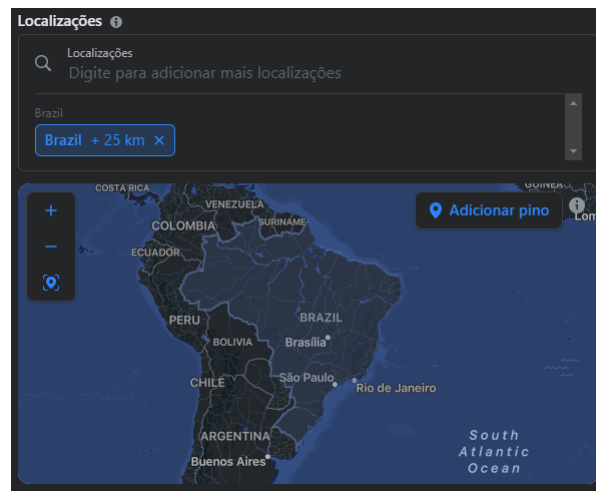 Localizações
Localizações
Digite para adicionar mais localizações
Brazil
Brazil + 25 km ×
COSTA RICA
GUINEA
+
Adicionar pino
VENEZUELA
Lom
COLOMBIA
SURINAME
−
ECUADOR
PERU
BRAZIL
BOLIVIA
Brasília
CHILE
São Paulo
Rio de Janeiro
ARGENTINA
South
Atlantic
Ocean
Buenos Aires